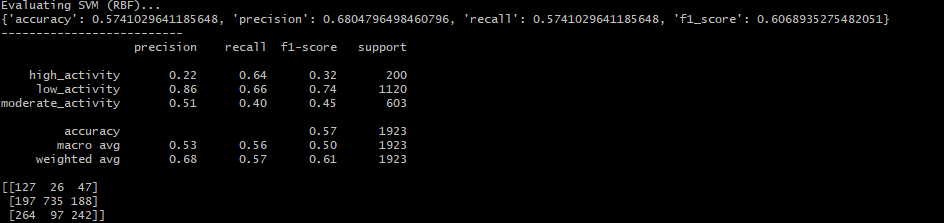 Evaluating SVM (RBF)...
{'accuracy': 0.5741029641185648, 'precision': 0.6804796498460796, 'recall': 0.5741029641185648, 'f1_score': 0.6068935275482051}
--------------------------
precision recall f1-score support
high_activity 0.22 0.64 0.32 200
low_activity 0.86 0.66 0.74 1120
moderate_activity 0.51 0.40 0.45 603
accuracy 0.57 1923
macro avg 0.53 0.56 0.50 1923
weighted avg 0.68 0.57 0.61 1923
[[127 26 47]
[197 735 188]
[264 97 242]]